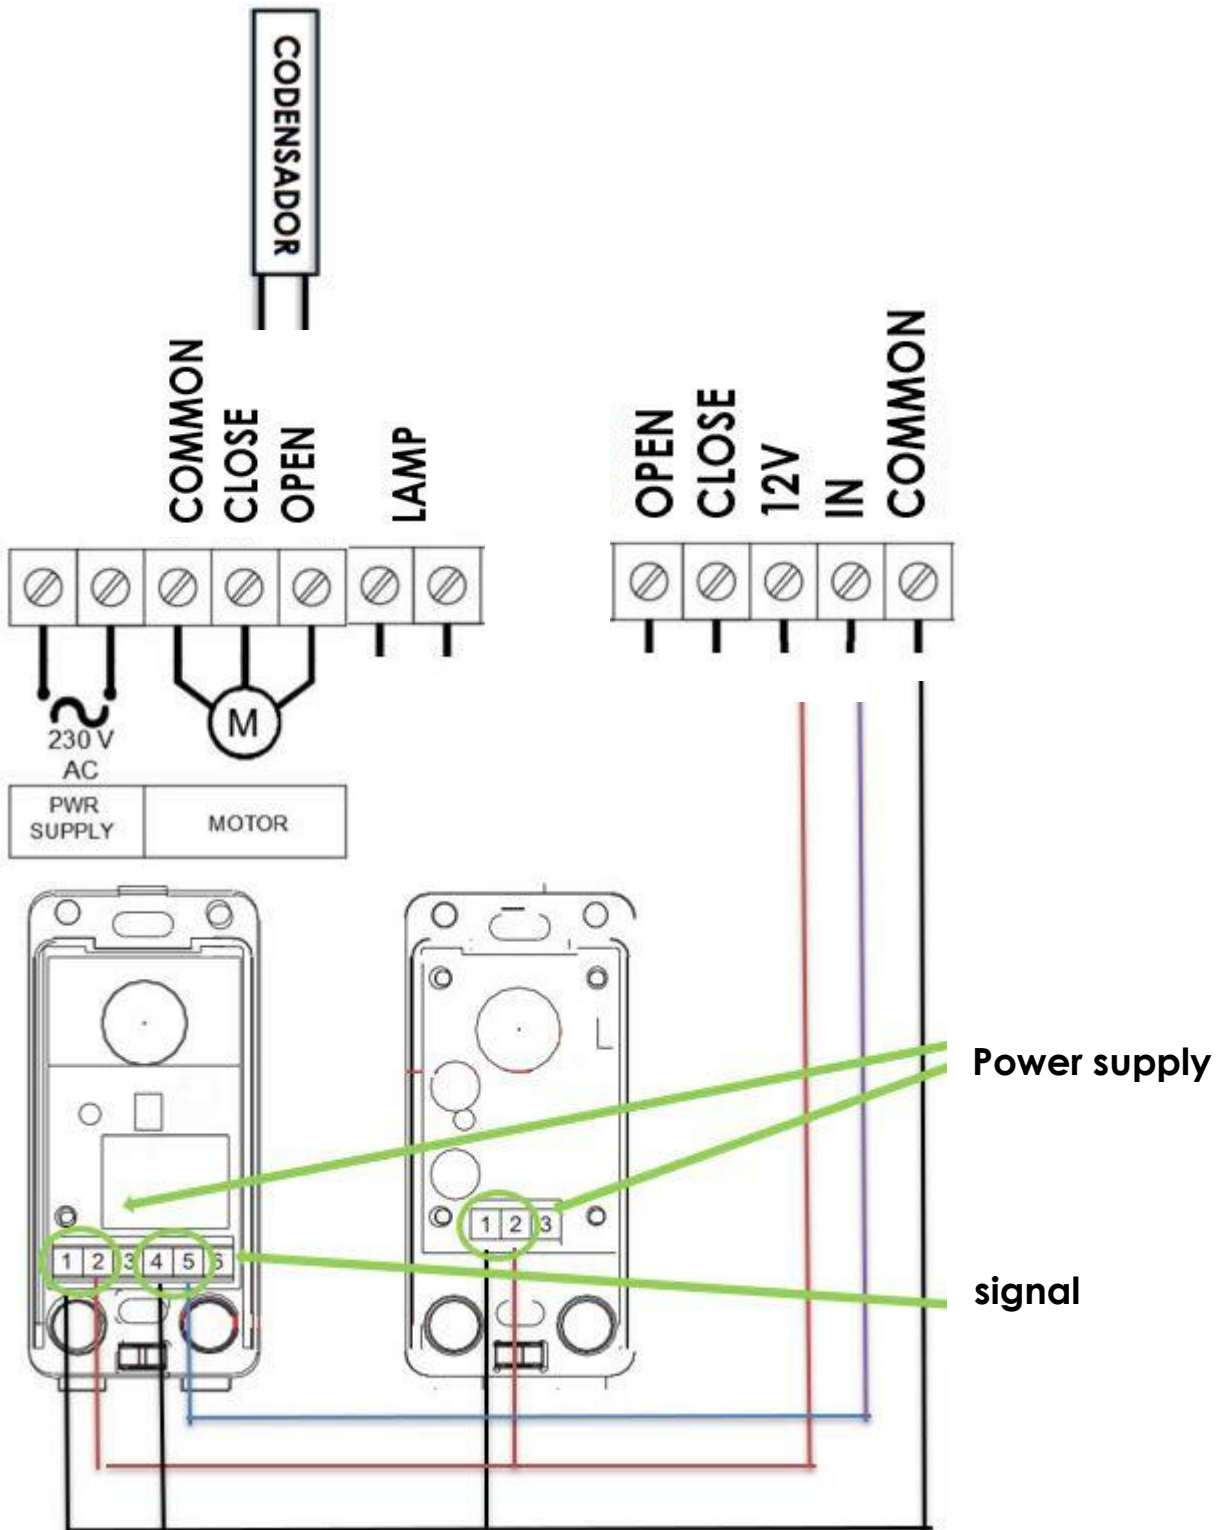 CODENSADOR
COMMON
CLOSE
OPEN
LAMP
OPEN
CLOSE
12V
IN
COMMON
M
230 V
AC
PWR
SUPPLY
MOTOR
Power supply
1 2 3
1 2 3 4 5 6
signal